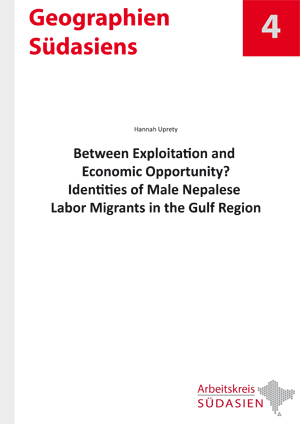 Geographien
Südasiens
4
Hannah Uprety
Between Exploitation and
Economic Opportunity?
Identities of Male Nepalese
Labor Migrants in the Gulf Region
Arbeitskreis
SÜDASIEN